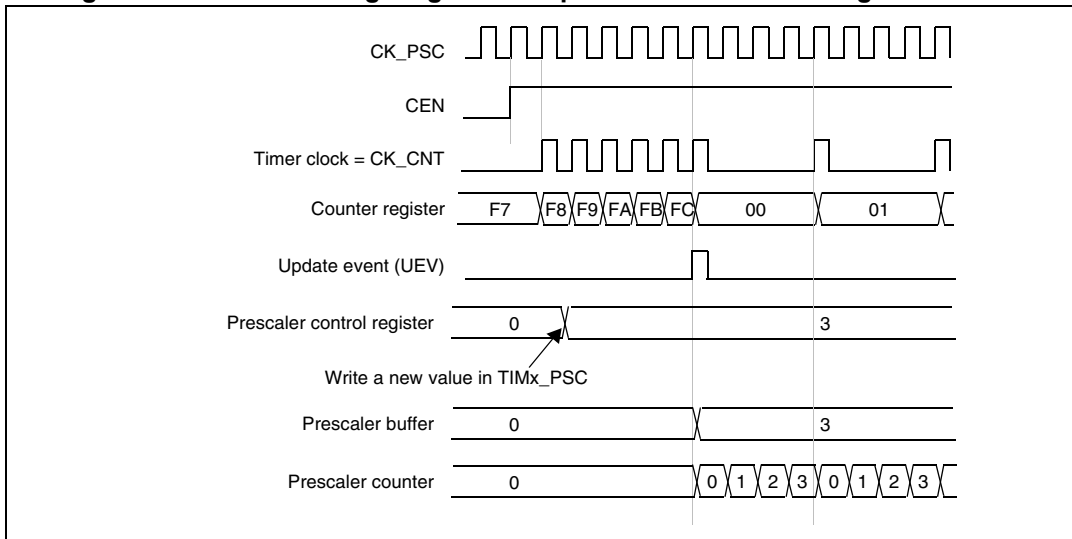 CK_PSC
CEN
Timer clock = CK_CNT
Counter register F7 F8 F9 FA FB FC 00 01
Update event (UEV)
Prescaler control register 0 3
Write a new value in TIMx_PSC
Prescaler buffer 0 3
Prescaler counter 0 0 1 2 3 0 1 2 3